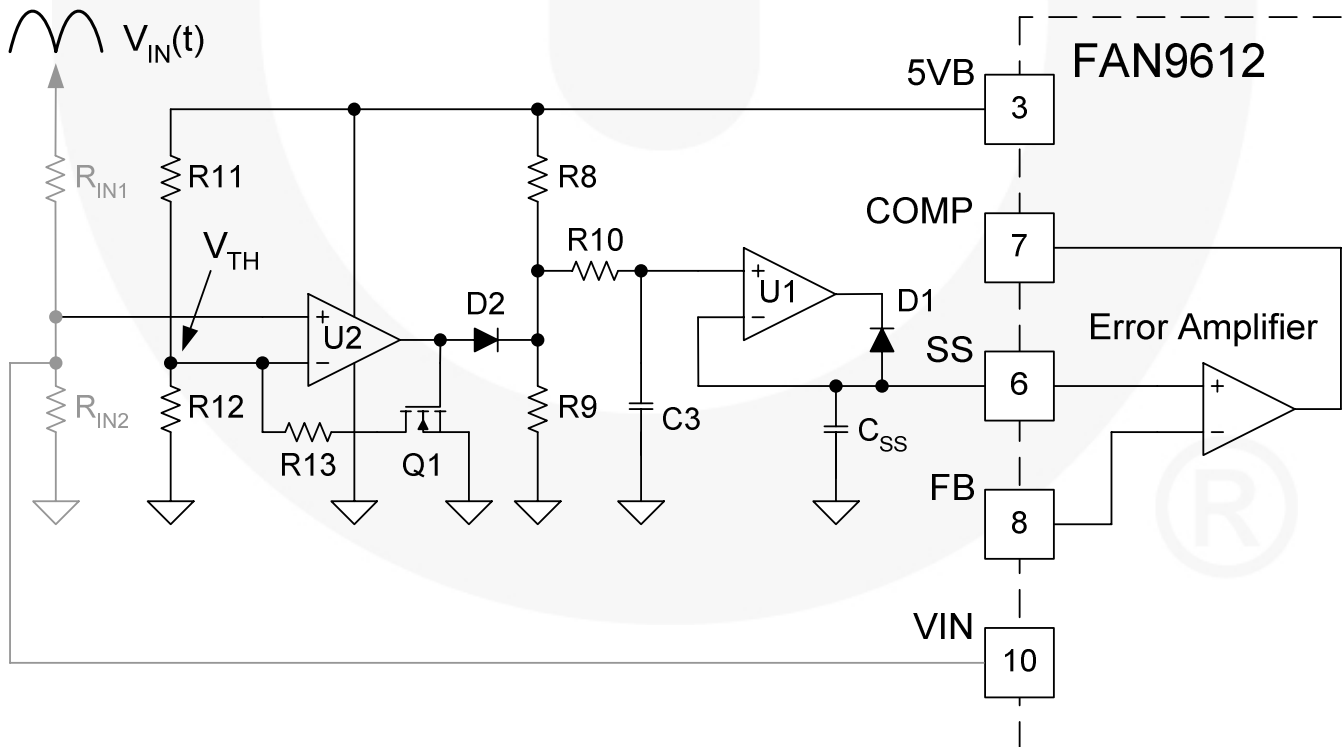 V_IN(t)
FAN9612
5VB
3
R_IN1
R11
R8
COMP
7
V_TH
R10
+
U2
−
D2
+
U1
−
D1
Error Amplifier
SS
6
+
−
R_IN2
R12
R13
Q1
R9
C3
C_SS
FB
8
®
VIN
10